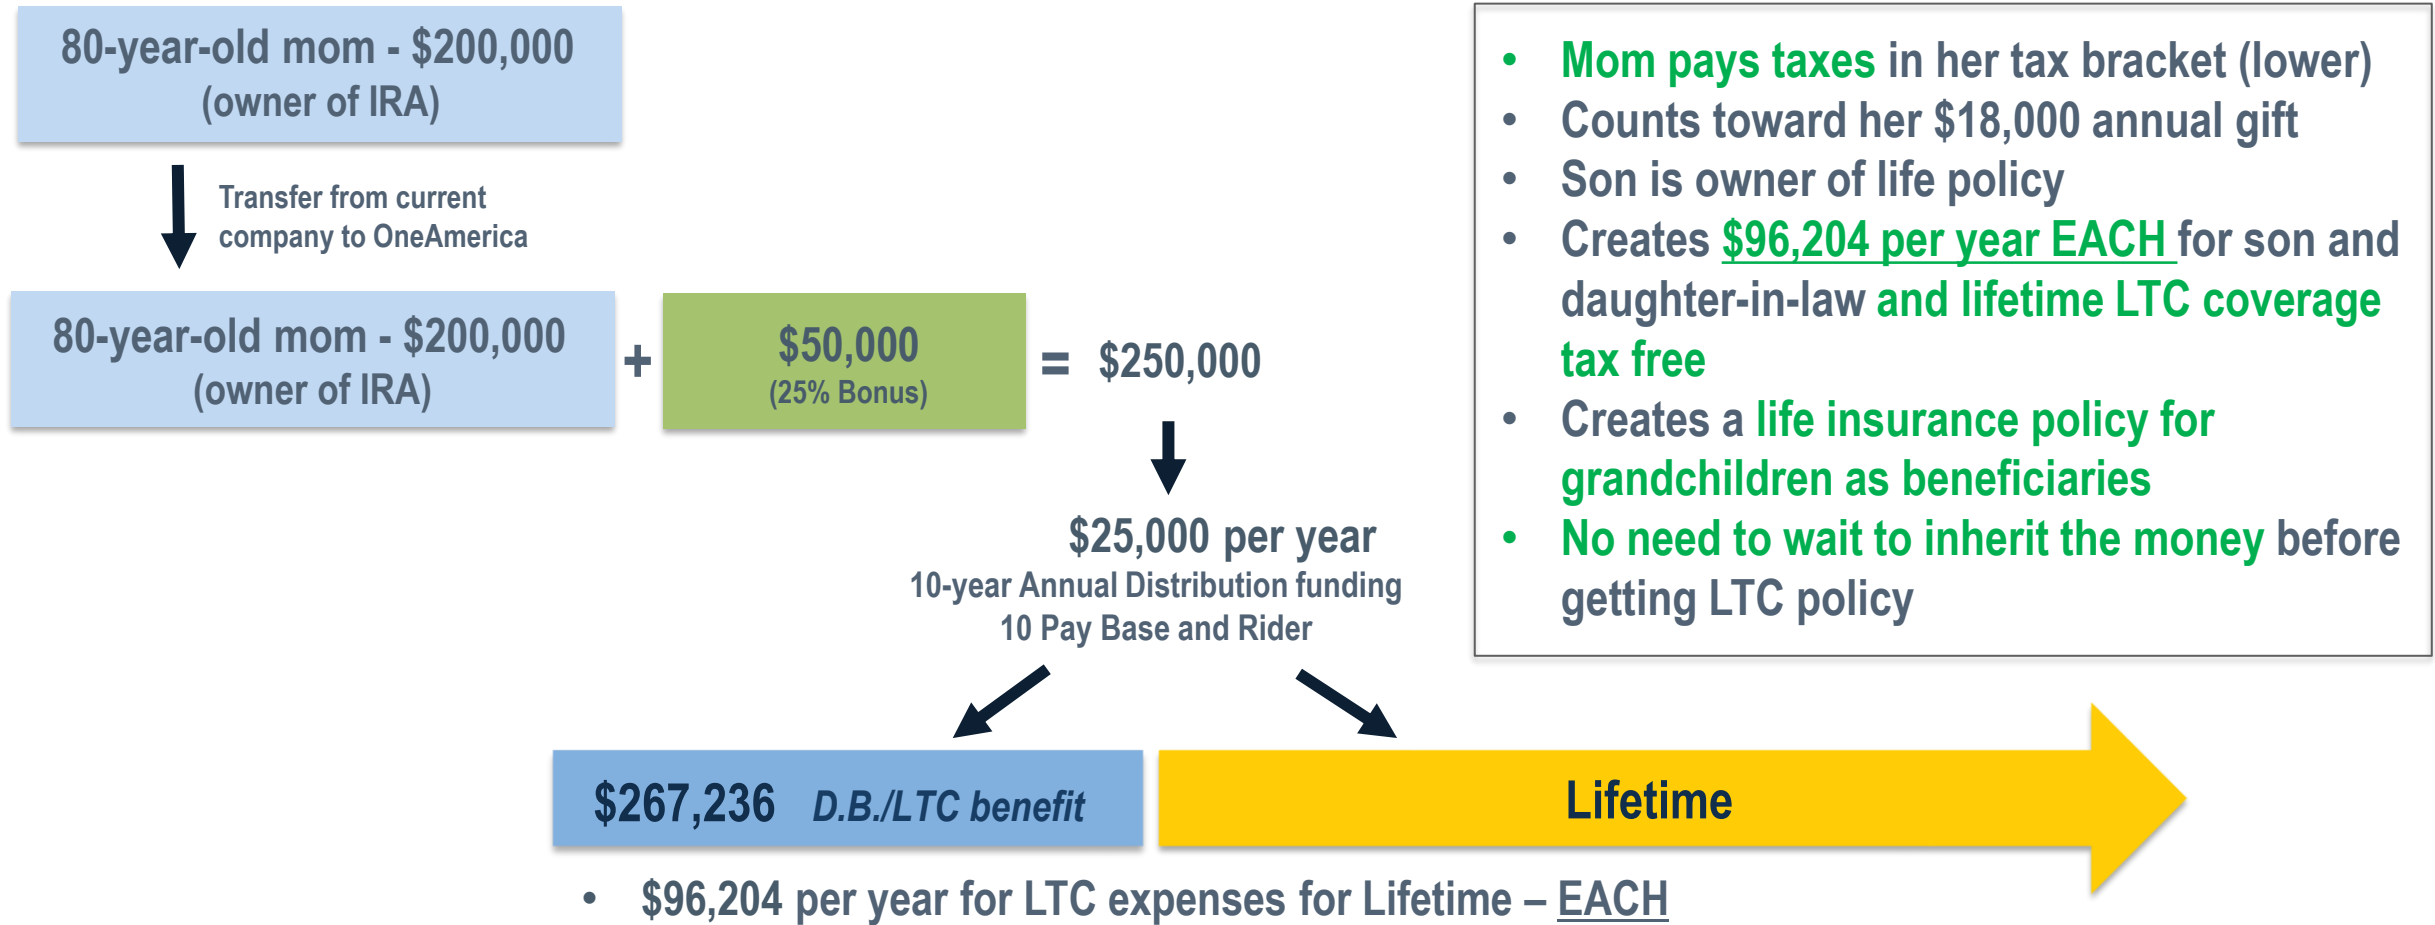 80-year-old mom - $200,000
(owner of IRA)
Transfer from current
company to OneAmerica
80-year-old mom - $200,000
(owner of IRA)
+
$50,000
(25% Bonus)
= $250,000
$25,000 per year
10-year Annual Distribution funding
10 Pay Base and Rider
$267,236 D.B./LTC benefit
Lifetime
• $96,204 per year for LTC expenses for Lifetime – EACH
• Mom pays taxes in her tax bracket (lower)
• Counts toward her $18,000 annual gift
• Son is owner of life policy
• Creates $96,204 per year EACH for son and
daughter-in-law and lifetime LTC coverage
tax free
• Creates a life insurance policy for
grandchildren as beneficiaries
• No need to wait to inherit the money before
getting LTC policy